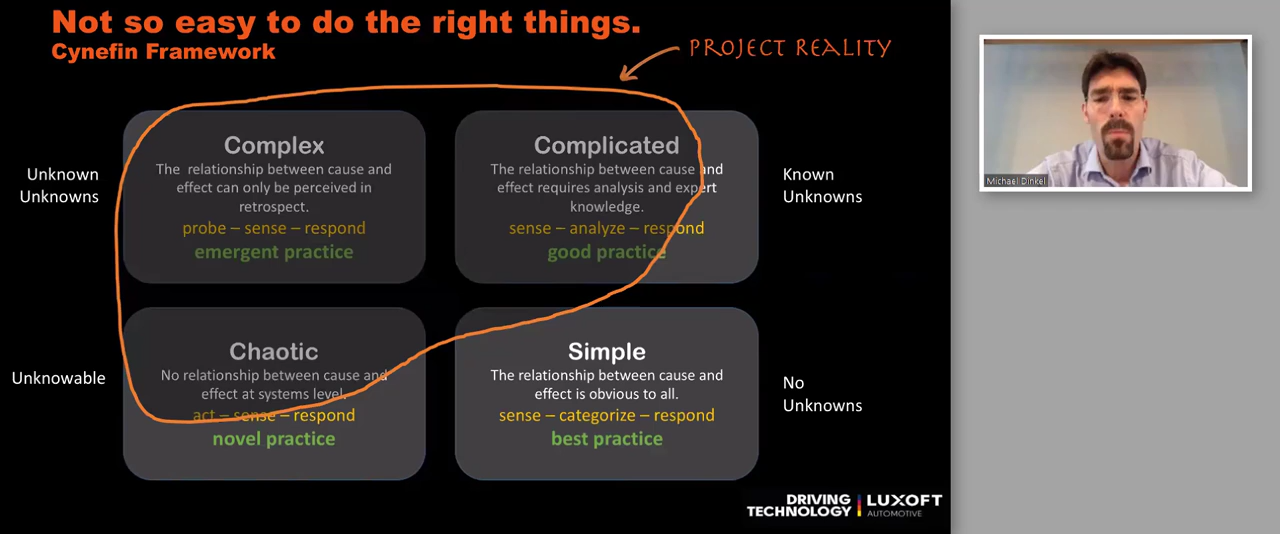 Not so easy to do the right things.
Cynefin Framework
PROJECT REALITY
Unknown
Unknowns
Complex
The relationship between cause and
effect can only be perceived in
retrospect.
probe – sense – respond
emergent practice
Complicated
The relationship between cause and
effect requires analysis and expert
knowledge.
sense – analyze – respond
good practice
Known
Unknowns
Unknowable
Chaotic
No relationship between cause and
effect at systems level.
act – sense – respond
novel practice
Simple
The relationship between cause and
effect is obvious to all.
sense – categorize – respond
best practice
No
Unknowns
DRIVING
TECHNOLOGY
LUXOFT
AUTOMOTIVE
Michael Dinkel